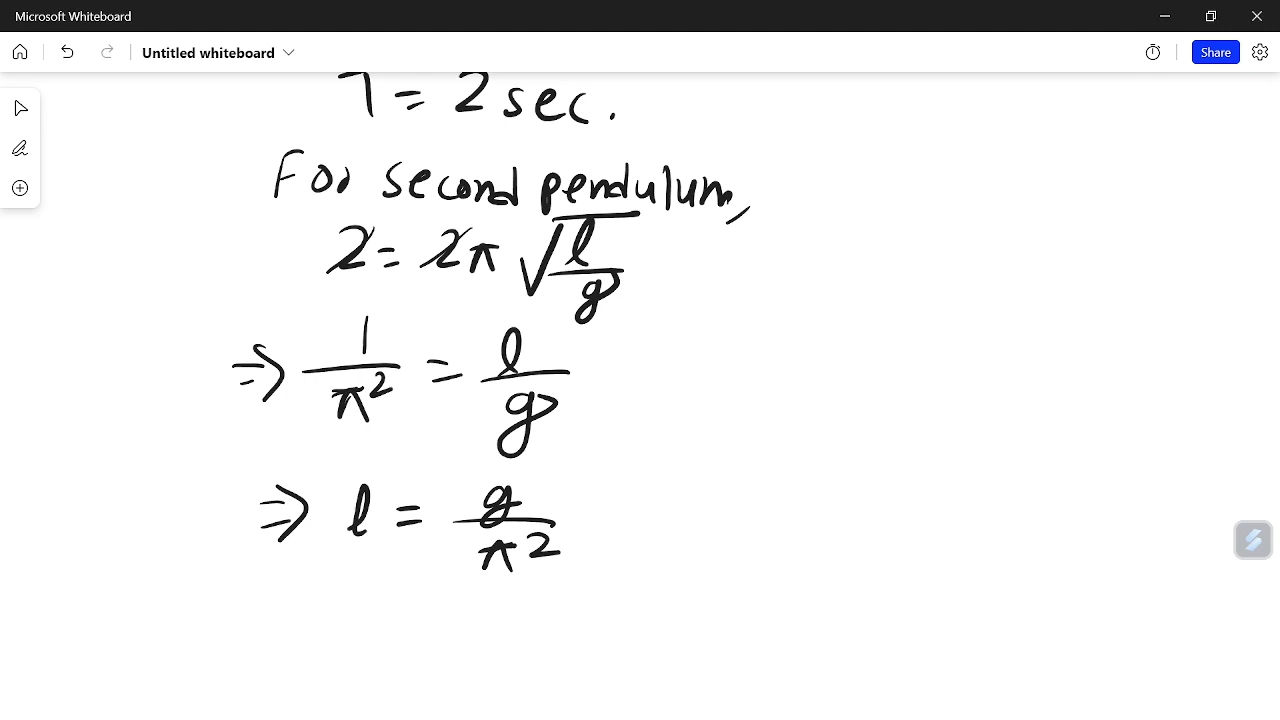 Microsoft Whiteboard
Untitled whiteboard
Share
T = 2 sec.
For second pendulum,
2 = 2π √(l/g)
⇒ 1/π² = l/g
⇒ l = g/π²